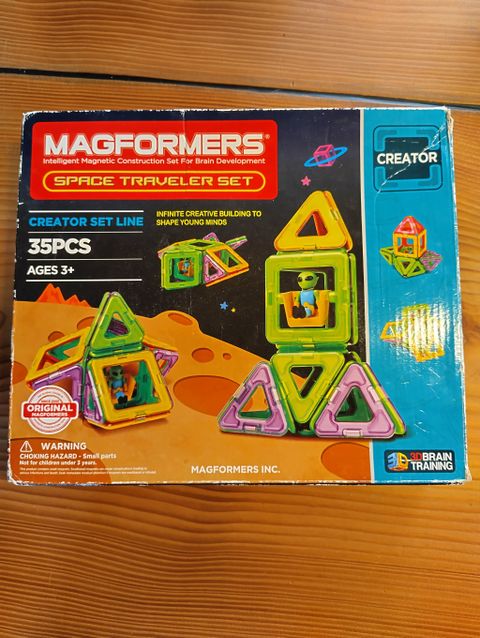 MAGFORMERS®
Intelligent Magnetic Construction Set For Brain Development
SPACE TRAVELER SET
CREATOR
CREATOR SET LINE
INFINITE CREATIVE BUILDING TO
SHAPE YOUNG MINDS
35PCS
AGES 3+
ORIGINAL
MAGFORMERS
WARNING
CHOKING HAZARD - Small parts
Not for children under 3 years.
MAGFORMERS INC.
3D BRAIN
TRAINING